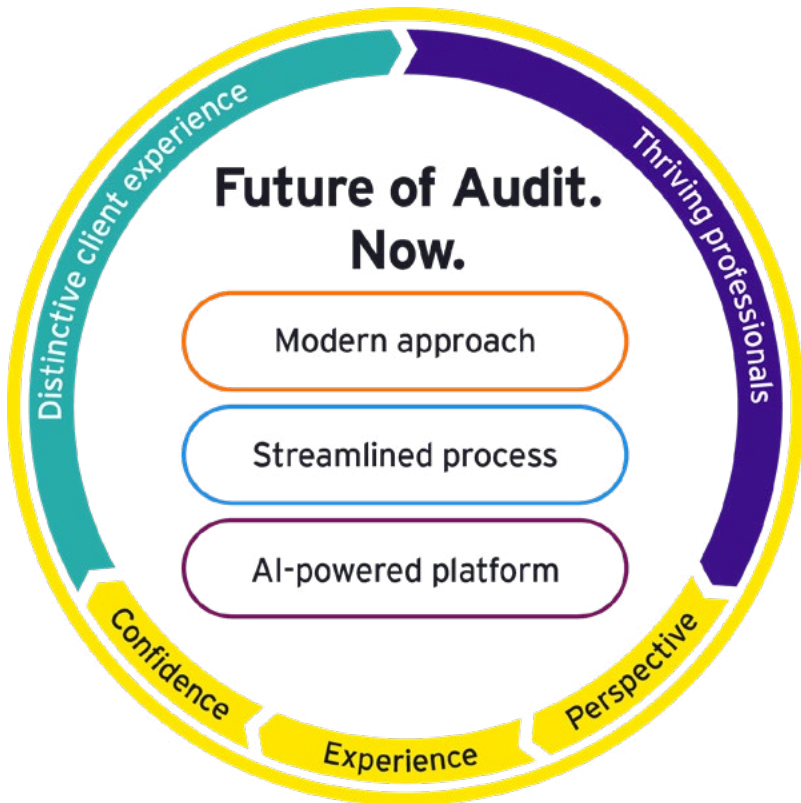 Distinctive client experience
Thriving professionals
Future of Audit.
Now.
Modern approach
Streamlined process
AI-powered platform
Confidence
Experience
Perspective